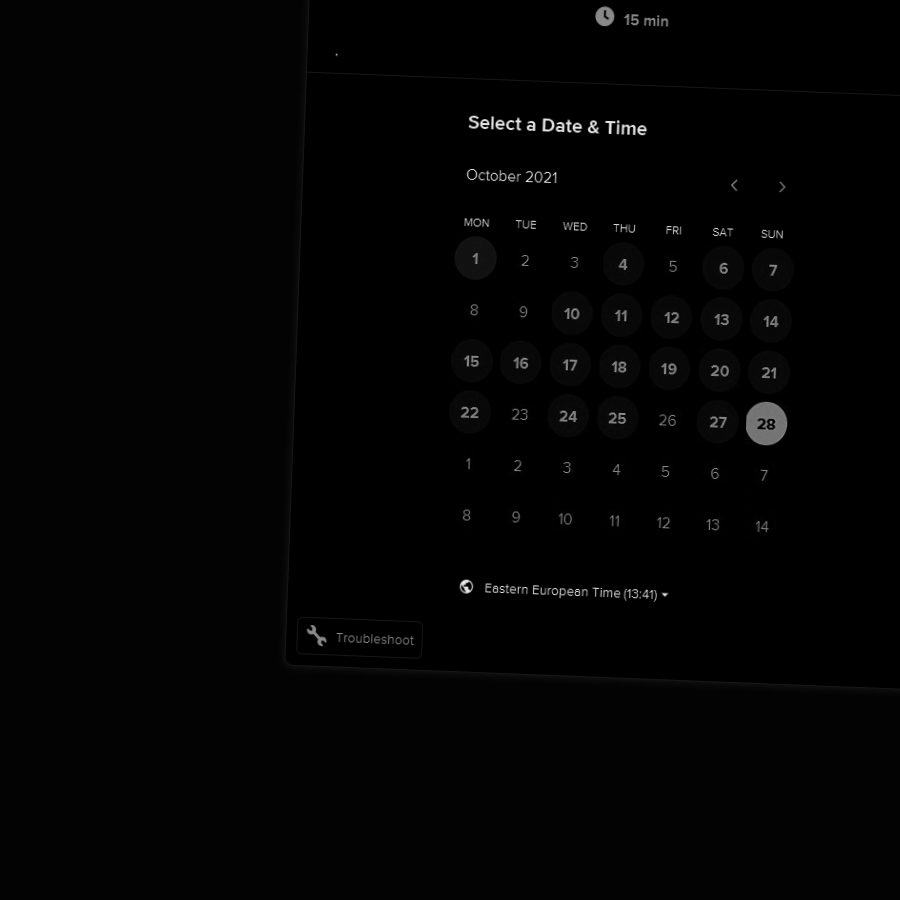 15 min
Select a Date & Time
October 2021
MON TUE WED THU FRI SAT SUN
1 2 3 4 5 6 7
8 9 10 11 12 13 14
15 16 17 18 19 20 21
22 23 24 25 26 27 28
1 2 3 4 5 6 7
8 9 10 11 12 13 14
Eastern European Time (13:41)
Troubleshoot